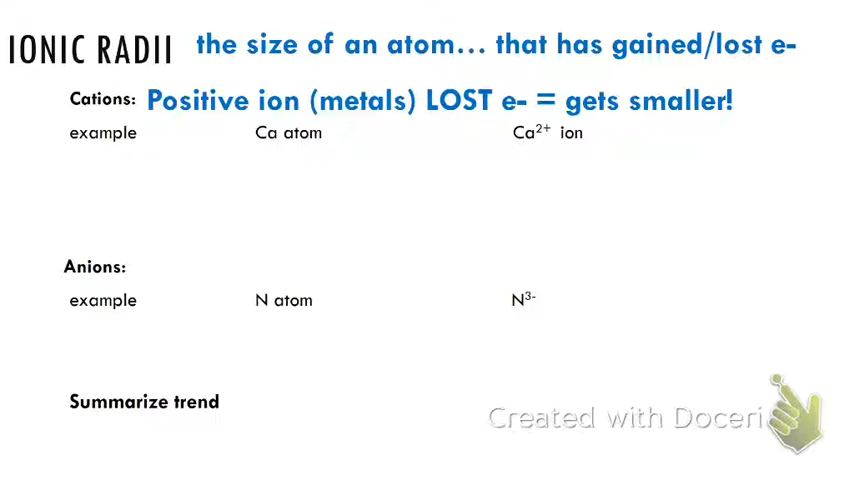 IONIC RADII the size of an atom... that has gained/lost e-
Cations: Positive ion (metals) LOST e- = gets smaller!
example Ca atom Ca²⁺ ion
Anions:
example N atom N³⁻
Summarize trend
Created with Doceri